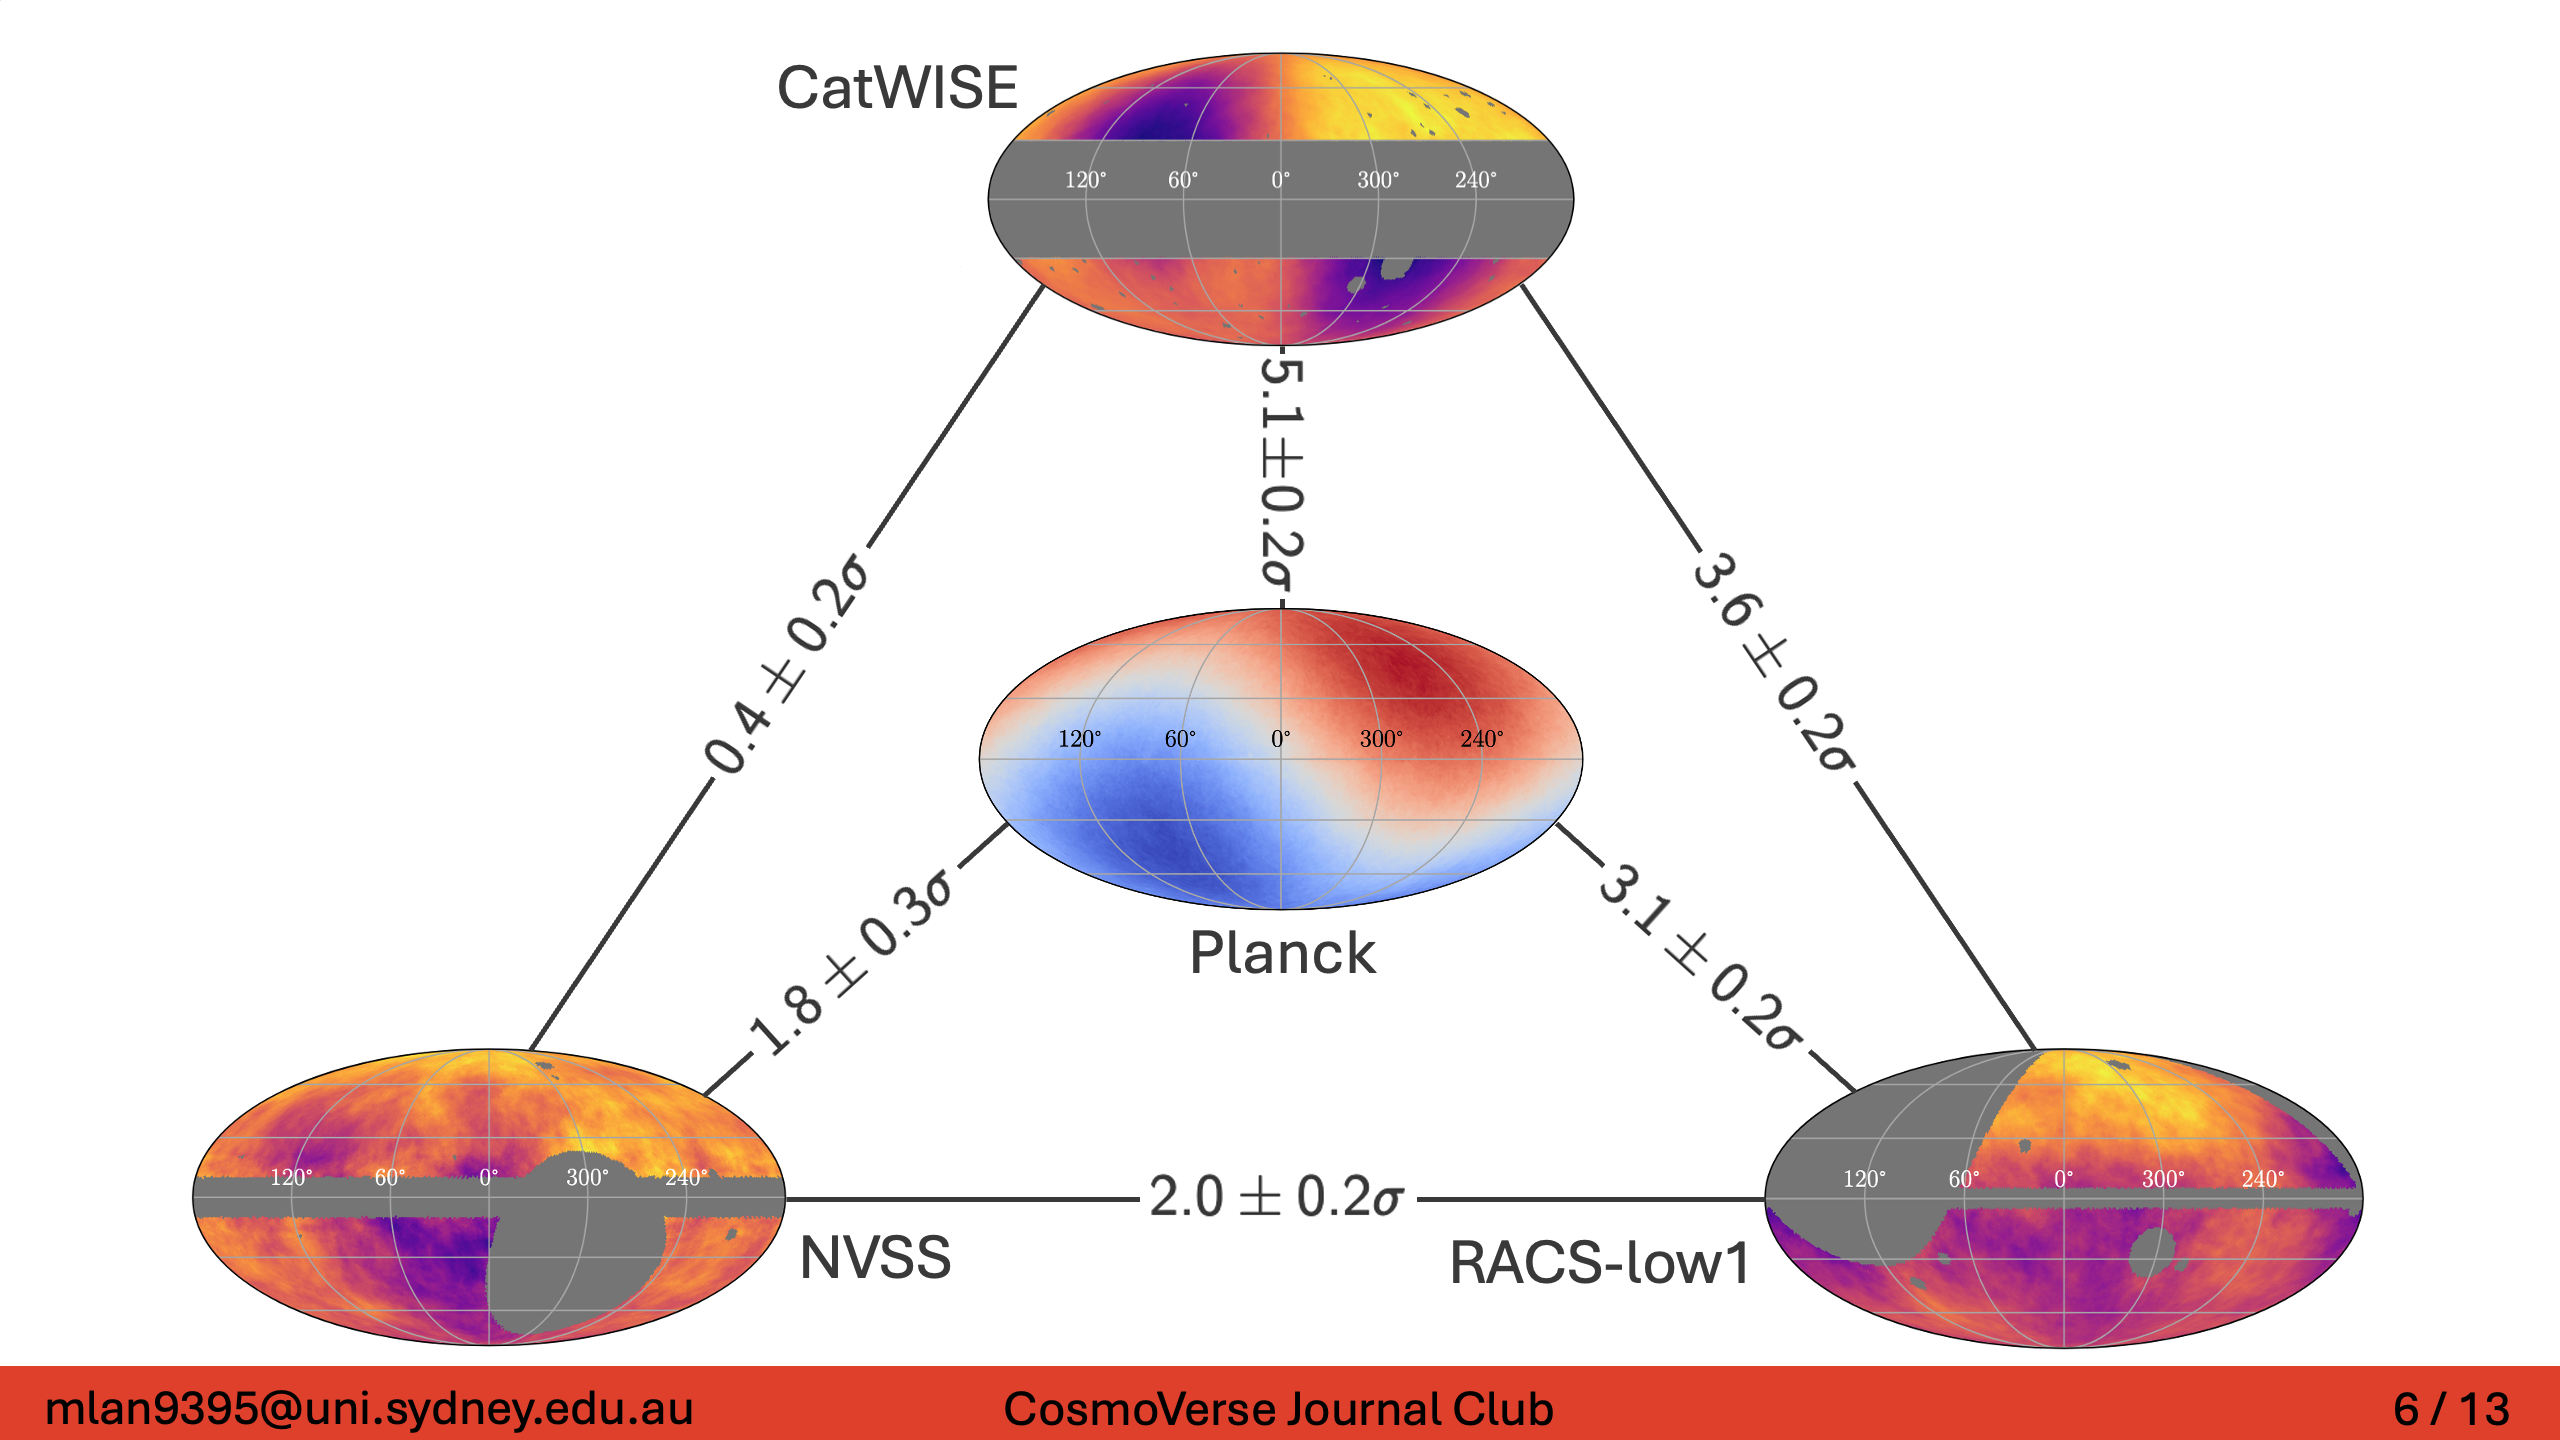 CatWISE
120° 60° 0° 300° 240°
5.1±0.2σ
0.4 ± 0.2σ
3.6 ± 0.2σ
120° 60° 0° 300° 240°
1.8 ± 0.3σ
3.1 ± 0.2σ
Planck
120° 60° 0° 300° 240°
120° 60° 0° 300° 240°
2.0 ± 0.2σ
NVSS
RACS-low1
mlan9395@uni.sydney.edu.au
CosmoVerse Journal Club
6 / 13